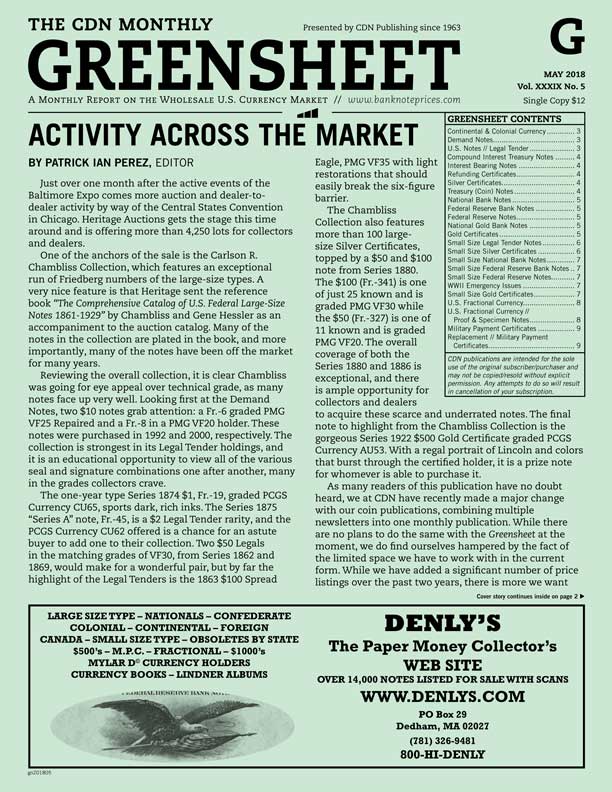 THE CDN MONTHLY
Presented by CDN Publishing since 1963
GREENSHEET
A Monthly Report on the Wholesale U.S. Currency Market // www.banknoteprices.com
G
MAY 2018
Vol. XXXIX No. 5
Single Copy $12
ACTIVITY ACROSS THE MARKET
BY PATRICK IAN PEREZ, EDITOR
Just over one month after the active events of the
Baltimore Expo comes more auction and dealer-to-
dealer activity by way of the Central States Convention
in Chicago. Heritage Auctions gets the stage this time
around and is offering more than 4,250 lots for collectors
and dealers.
One of the anchors of the sale is the Carlson R.
Chambliss Collection, which features an exceptional
run of Friedberg numbers of the large-size types. A
very nice feature is that Heritage sent the reference
book "The Comprehensive Catalog of U.S. Federal Large-Size
Notes 1861-1929" by Chambliss and Gene Hessler as an
accompaniment to the auction catalog. Many of the
notes in the collection are plated in the book, and more
importantly, many of the notes have been off the market
for many years.
Reviewing the overall collection, it is clear Chambliss
was going for eye appeal over technical grade, as many
notes face up very well. Looking first at the Demand
Notes, two $10 notes grab attention: a Fr.-6 graded PMG
VF25 Repaired and a Fr.-8 in a PMG VF20 holder. These
notes were purchased in 1992 and 2000, respectively. The
collection is strongest in its Legal Tender holdings, and
it is an educational opportunity to view all of the various
seal and signature combinations one after another, many
in the grades collectors crave.
The one-year type Series 1874 $1, Fr.-19, graded PCGS
Currency CU65, sports dark, rich inks. The Series 1875
"Series A" note, Fr.-45, is a $2 Legal Tender rarity, and the
PCGS Currency CU62 offered is a chance for an astute
buyer to add one to their collection. Two $50 Legals
in the matching grades of VF30, from Series 1862 and
1869, would make for a wonderful pair, but by far the
highlight of the Legal Tenders is the 1863 $100 Spread
Eagle, PMG VF35 with light
restorations that should
easily break the six-figure
barrier.
The Chambliss
Collection also features
more than 100 large-
size Silver Certificates,
topped by a $50 and $100
note from Series 1880.
The $100 (Fr.-341) is one
of just 25 known and is
graded PMG VF30 while
the $50 (Fr.-327) is one of
11 known and is graded
PMG VF20. The overall
coverage of both the
Series 1880 and 1886 is
exceptional, and there
is ample opportunity for
collectors and dealers
to acquire these scarce and underrated notes. The final
note to highlight from the Chambliss Collection is the
gorgeous Series 1922 $500 Gold Certificate graded PCGS
Currency AU53. With a regal portrait of Lincoln and colors
that burst through the certified holder, it is a prize note
for whomever is able to purchase it.
As many readers of this publication have no doubt
heard, we at CDN have recently made a major change
with our coin publications, combining multiple
newsletters into one monthly publication. While there
are no plans to do the same with the Greensheet at the
moment, we do find ourselves hampered by the fact of
the limited space we have to work with in the current
form. While we have added a significant number of price
listings over the past two years, there is more we want
Cover story continues inside on page 2 ▶
GREENSHEET CONTENTS
Continental & Colonial Currency.............. 3
Demand Notes................................... 3
U.S. Notes // Legal Tender .................... 3
Compound Interest Treasury Notes ......... 4
Interest Bearing Notes ......................... 4
Refunding Certificates.......................... 4
Silver Certificates................................ 4
Treasury (Coin) Notes .......................... 4
National Bank Notes ........................... 5
Federal Reserve Bank Notes .................. 5
Federal Reserve Notes.......................... 5
National Gold Bank Notes ..................... 5
Gold Certificates................................. 5
Small Size Legal Tender Notes ............... 6
Small Size Silver Certificates ................. 6
Small Size National Bank Notes.............. 7
Small Size Federal Reserve Bank Notes .. 7
Small Size Federal Reserve Notes........... 7
WWII Emergency Issues ....................... 7
Small Size Gold Certificates................... 7
U.S. Fractional Currency....................... 8
U.S. Fractional Currency //
Proof & Specimen Notes.................... 8
Military Payment Certificates ................. 9
Replacement // Military Payment
Certificates..................................... 9
CDN publications are intended for the sole
use of the original subscriber/purchaser and
may not be copied/resold without explicit
permission. Any attempts to do so will result
in cancellation of your subscription.
LARGE SIZE TYPE – NATIONALS – CONFEDERATE
COLONIAL – CONTINENTAL – FOREIGN
CANADA – SMALL SIZE TYPE – OBSOLETES BY STATE
$500's – M.P.C. – FRACTIONAL – $1000's
MYLAR D® CURRENCY HOLDERS
CURRENCY BOOKS – LINDNER ALBUMS
FEDERAL RESERVE BANK NOTE
DENLY'S
The Paper Money Collector's
WEB SITE
OVER 14,000 NOTES LISTED FOR SALE WITH SCANS
WWW.DENLYS.COM
PO Box 29
Dedham, MA 02027
(781) 326-9481
800-HI-DENLY
gn201805